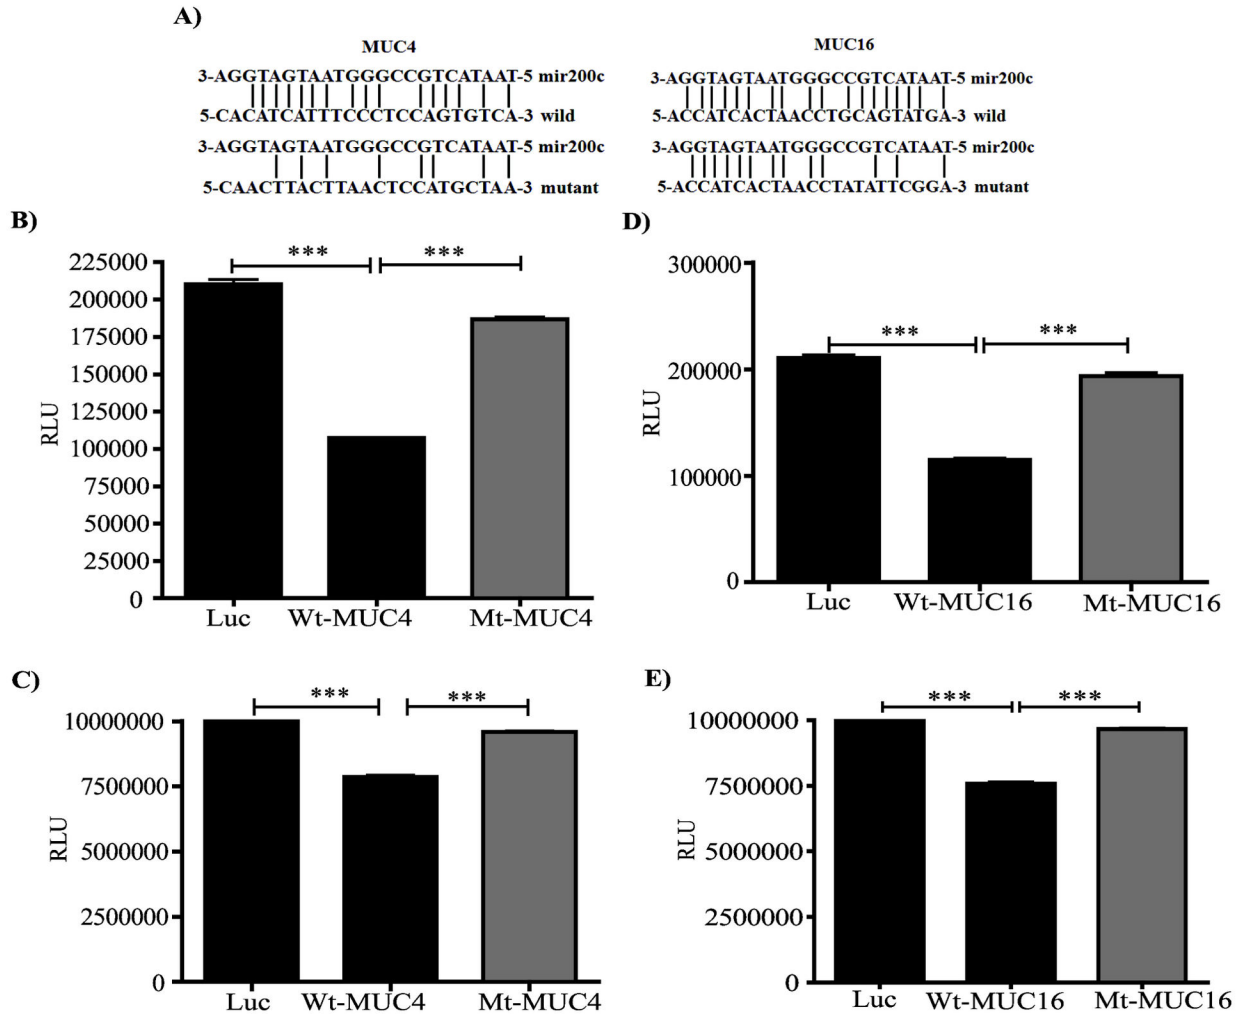 A)
MUC4
3-AGGTAGTAATGGGCCGTCATAAT-5 mir200c
5-CACATCATTTCCCTCCAGTGTCA-3 wild
3-AGGTAGTAATGGGCCGTCATAAT-5 mir200c
5-CAACTTACTTAACTCCATGCTAA-3 mutant
MUC16
3-AGGTAGTAATGGGCCGTCATAAT-5 mir200c
5-ACCATCACTAACCTGCAGTATGA-3 wild
3-AGGTAGTAATGGGCCGTCATAAT-5 mir200c
5-ACCATCACTAACCTATATTCGGA-3 mutant
B)
*** ***
225000
200000
175000
150000
125000
100000
75000
50000
25000
0
RLU
Luc Wt-MUC4 Mt-MUC4
D)
*** ***
300000
200000
100000
0
RLU
Luc Wt-MUC16 Mt-MUC16
C)
*** ***
10000000
7500000
5000000
2500000
0
RLU
Luc Wt-MUC4 Mt-MUC4
E)
*** ***
10000000
7500000
5000000
2500000
0
RLU
Luc Wt-MUC16 Mt-MUC16